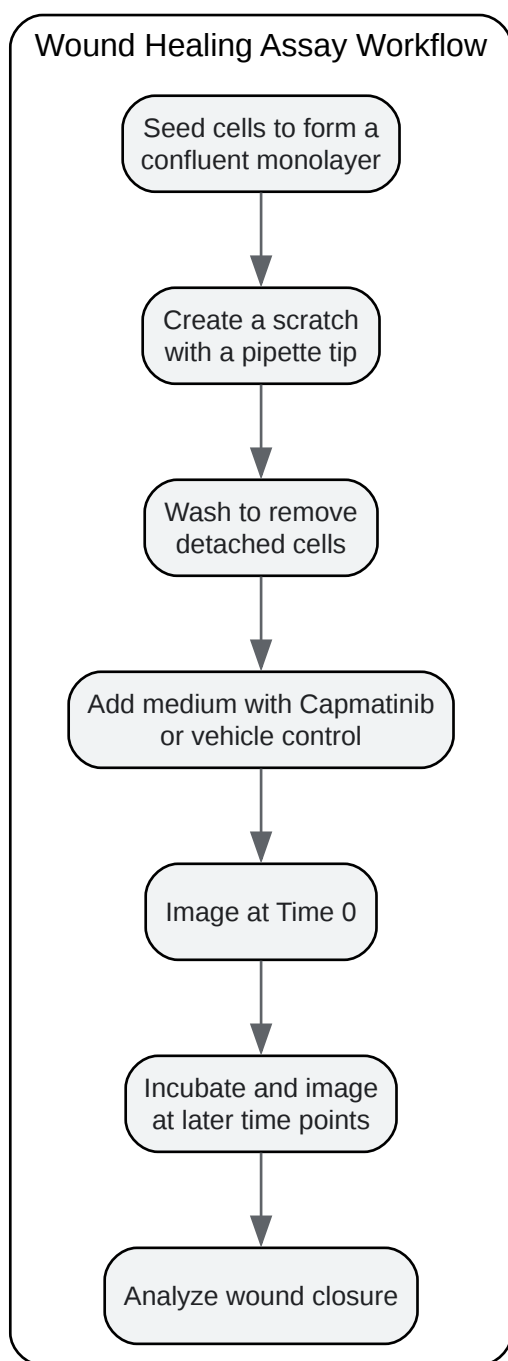 Wound Healing Assay Workflow
Seed cells to form a
confluent monolayer
Create a scratch
with a pipette tip
Wash to remove
detached cells
Add medium with Capmatinib
or vehicle control
Image at Time 0
Incubate and image
at later time points
Analyze wound closure